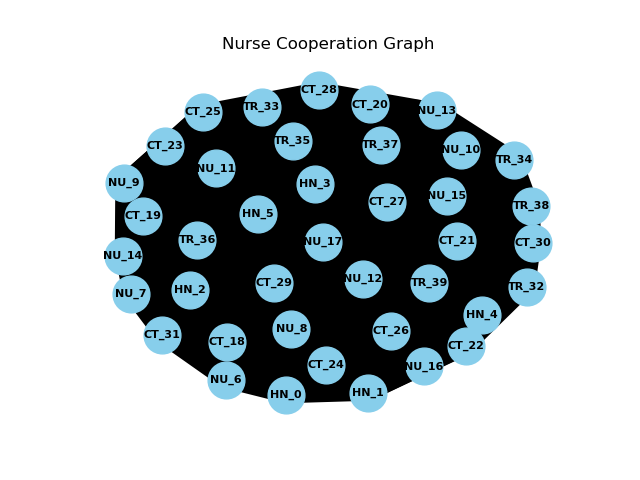 Nurse Cooperation Graph
CT_28
CT_20
TR_33
NU_13
CT_25
TR_35
TR_37
CT_23
NU_10
TR_34
NU_11
NU_9
HN_3
NU_15
CT_27
TR_38
HN_5
CT_19
TR_36
CT_21
NU_17
CT_30
NU_14
NU_12
CT_29
TR_39
TR_32
HN_2
NU_7
HN_4
NU_8
CT_26
CT_31
CT_18
CT_22
CT_24
NU_16
NU_6
HN_1
HN_0